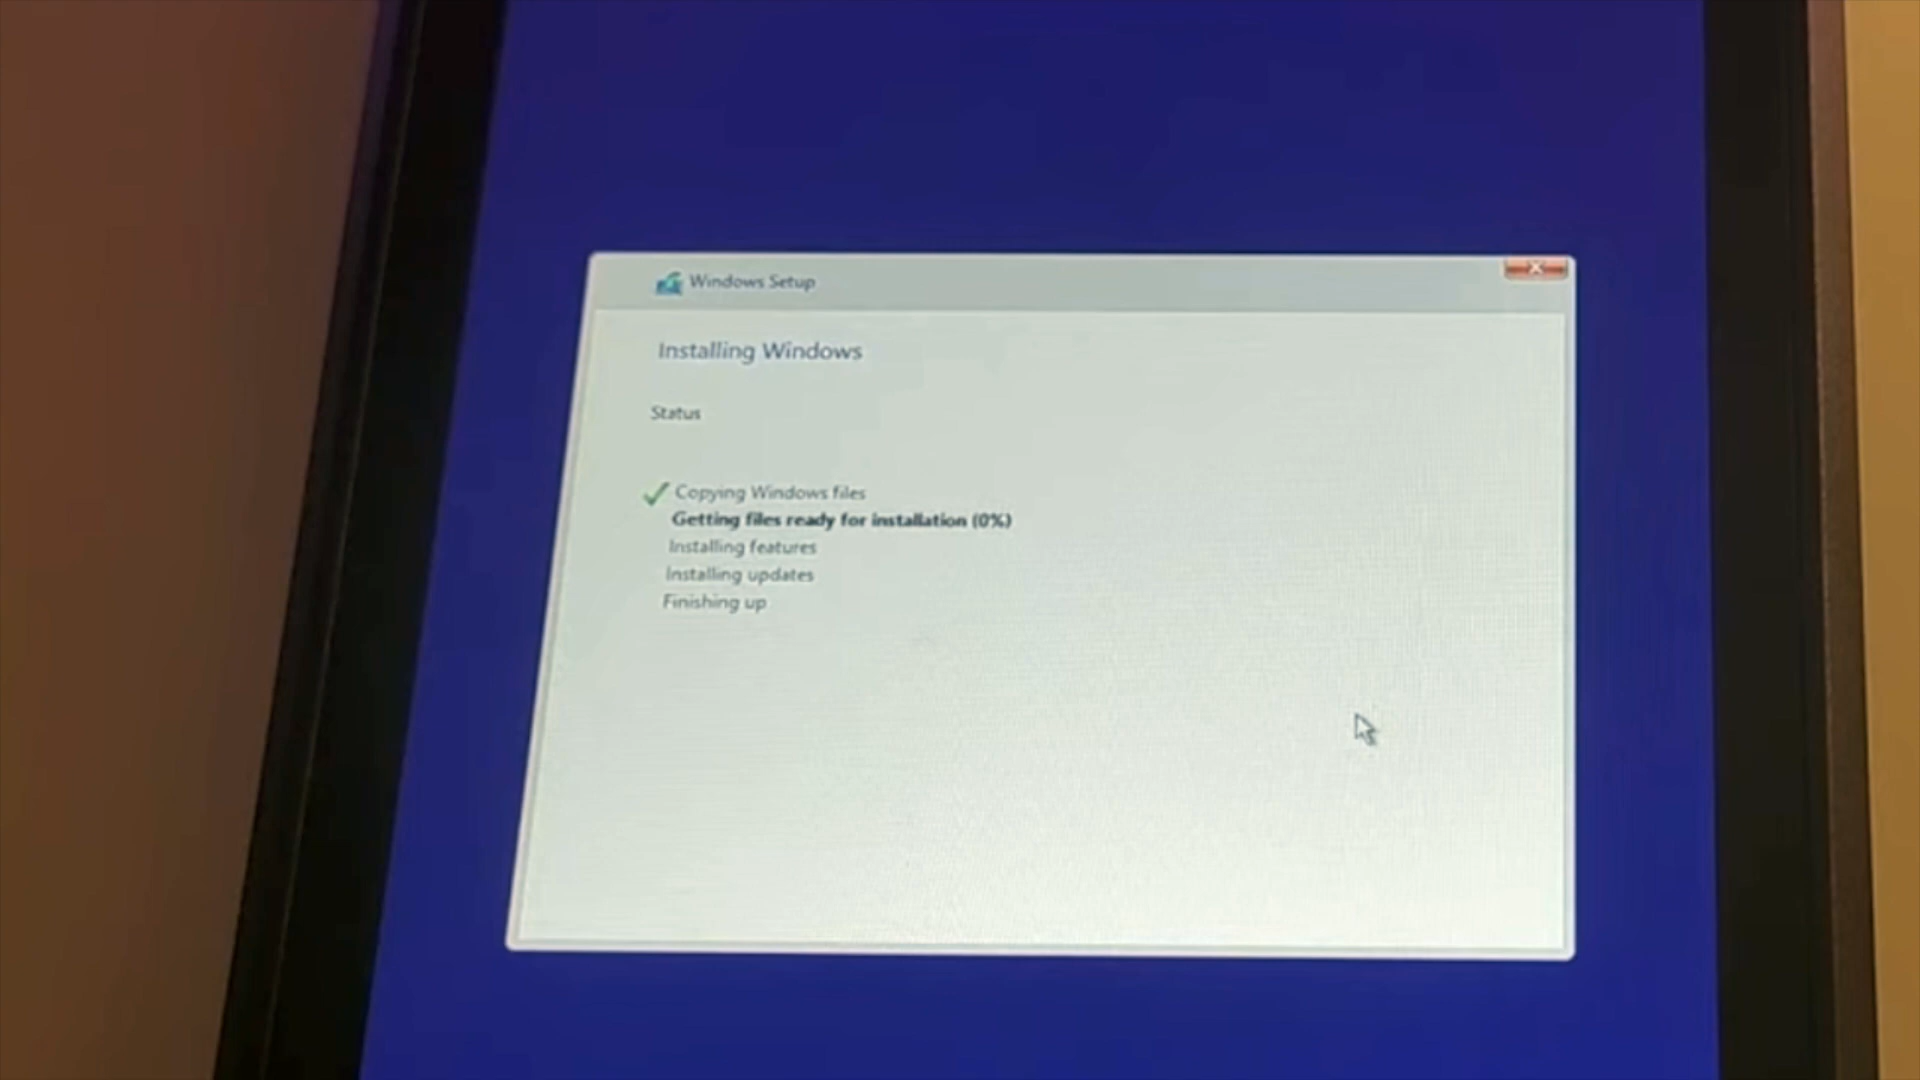 Windows Setup
Installing Windows
Status
Copying Windows files
Getting files ready for installation (0%)
Installing features
Installing updates
Finishing up